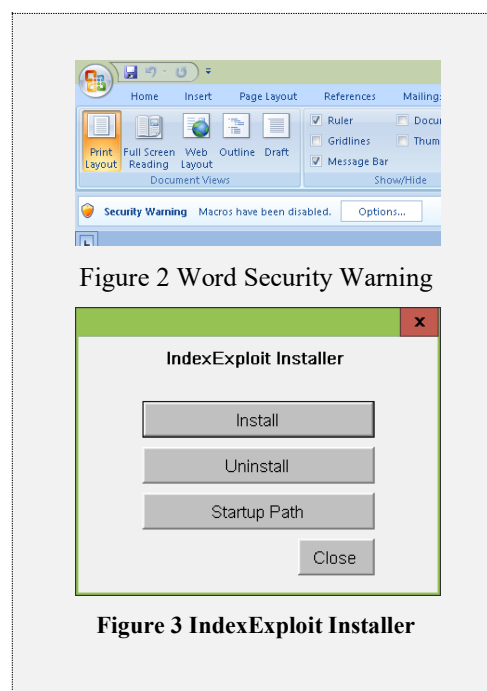 Home Insert Page Layout References Mailing
Ruler Docu
Gridlines Thum
Message Bar
Print Layout Full Screen Reading Web Layout Outline Draft
Document Views Show/Hide
Security Warning Macros have been disabled. Options...
L
Figure 2 Word Security Warning
x
IndexExploit Installer
Install
Uninstall
Startup Path
Close
Figure 3 IndexExploit Installer